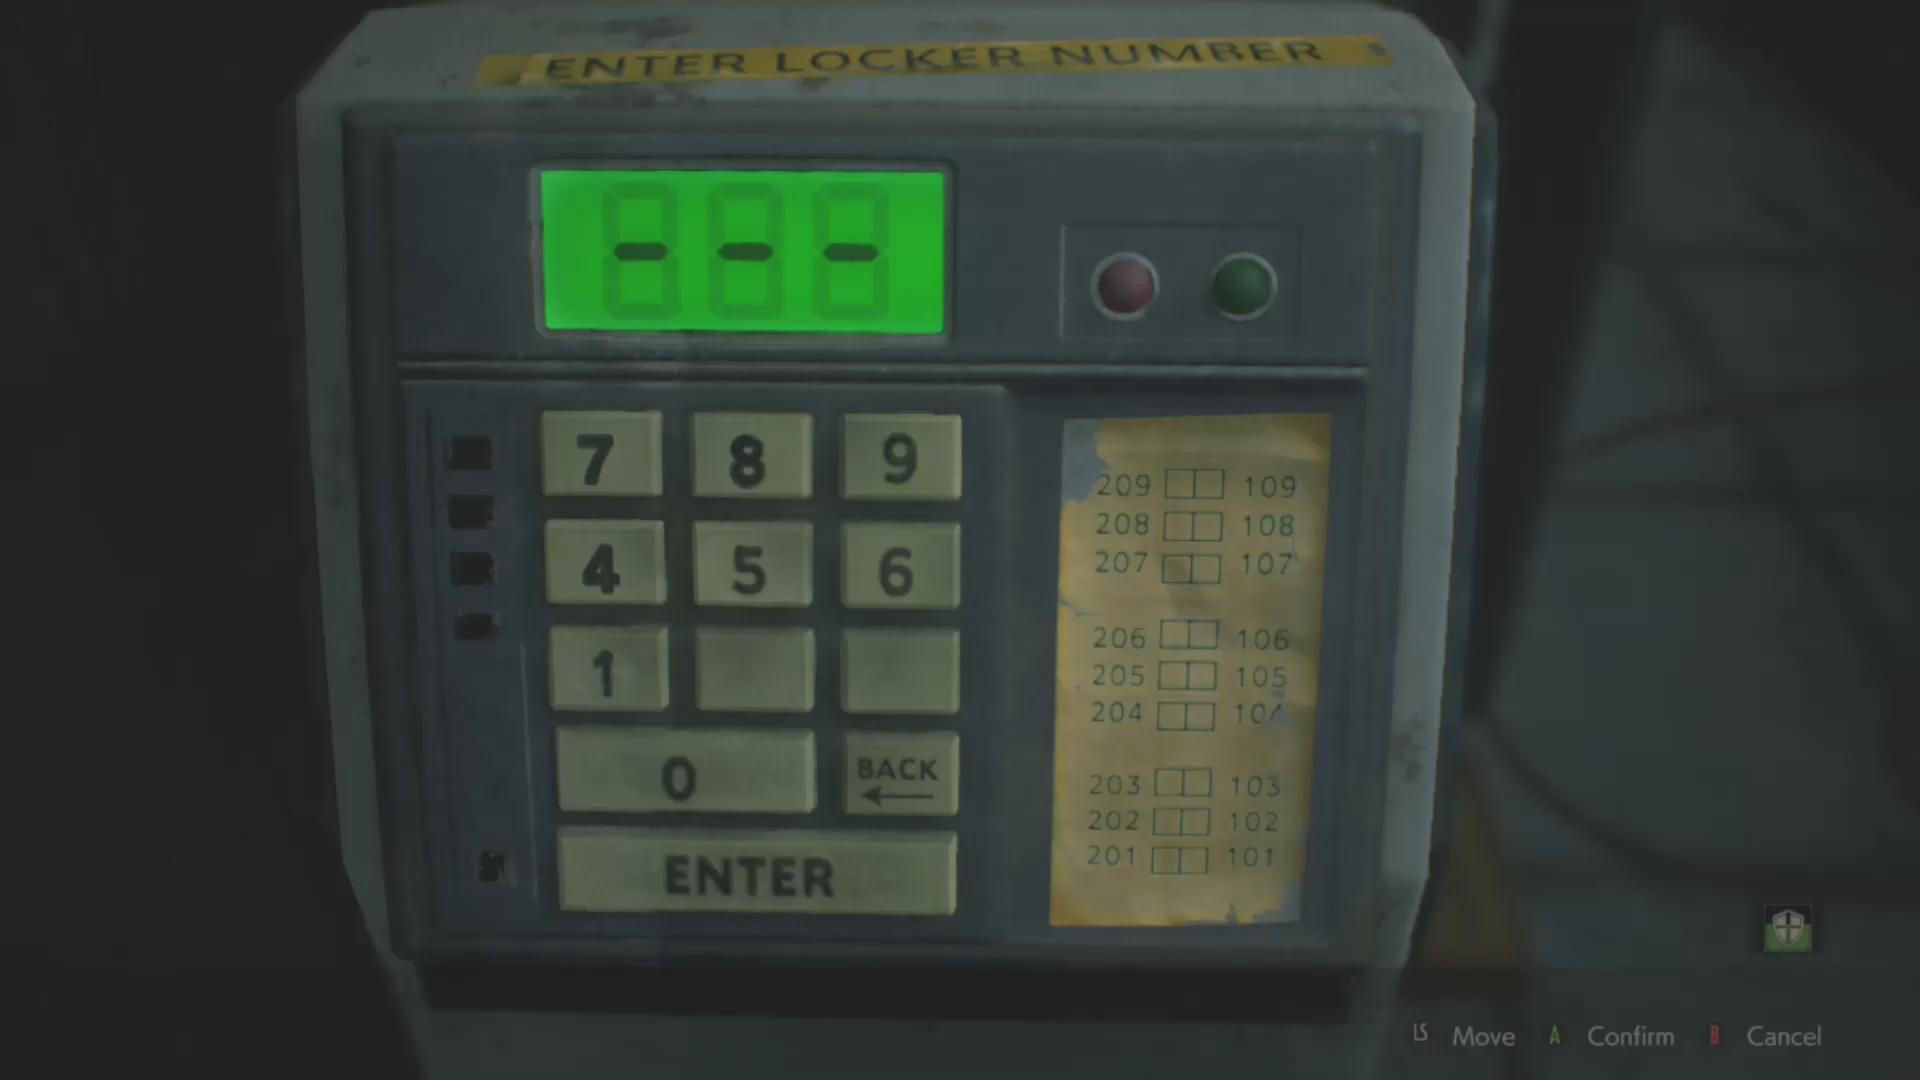 ENTER LOCKER NUMBER
- - -
7 8 9
4 5 6
1
0 BACK
ENTER
209 109
208 108
207 107
206 106
205 105
204 104
203 103
202 102
201 101
LS Move A Confirm B Cancel